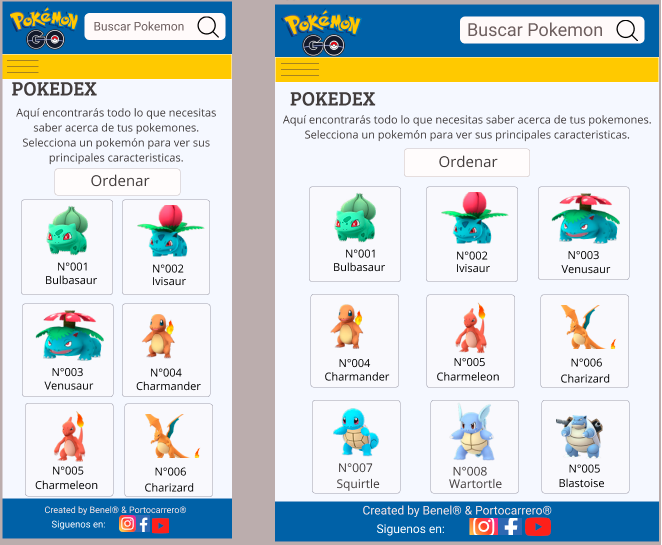 POKÉMON
GO
Buscar Pokemon
POKEDEX
Aquí encontrarás todo lo que necesitas
saber acerca de tus pokemones.
Selecciona un pokemón para ver sus
principales caracteristicas.
Ordenar
N°001
Bulbasaur
N°002
Ivisaur
N°003
Venusaur
N°004
Charmander
N°005
Charmeleon
N°006
Charizard
Created by Benel® & Portocarrero®
Siguenos en:
POKÉMON
GO
Buscar Pokemon
POKEDEX
Aquí encontrarás todo lo que necesitas saber acerca de tus pokemones.
Selecciona un pokemón para ver sus principales caracteristicas.
Ordenar
N°001
Bulbasaur
N°002
Ivisaur
N°003
Venusaur
N°004
Charmander
N°005
Charmeleon
N°006
Charizard
N°007
Squirtle
N°008
Wartortle
N°005
Blastoise
Created by Benel® & Portocarrero®
Siguenos en: